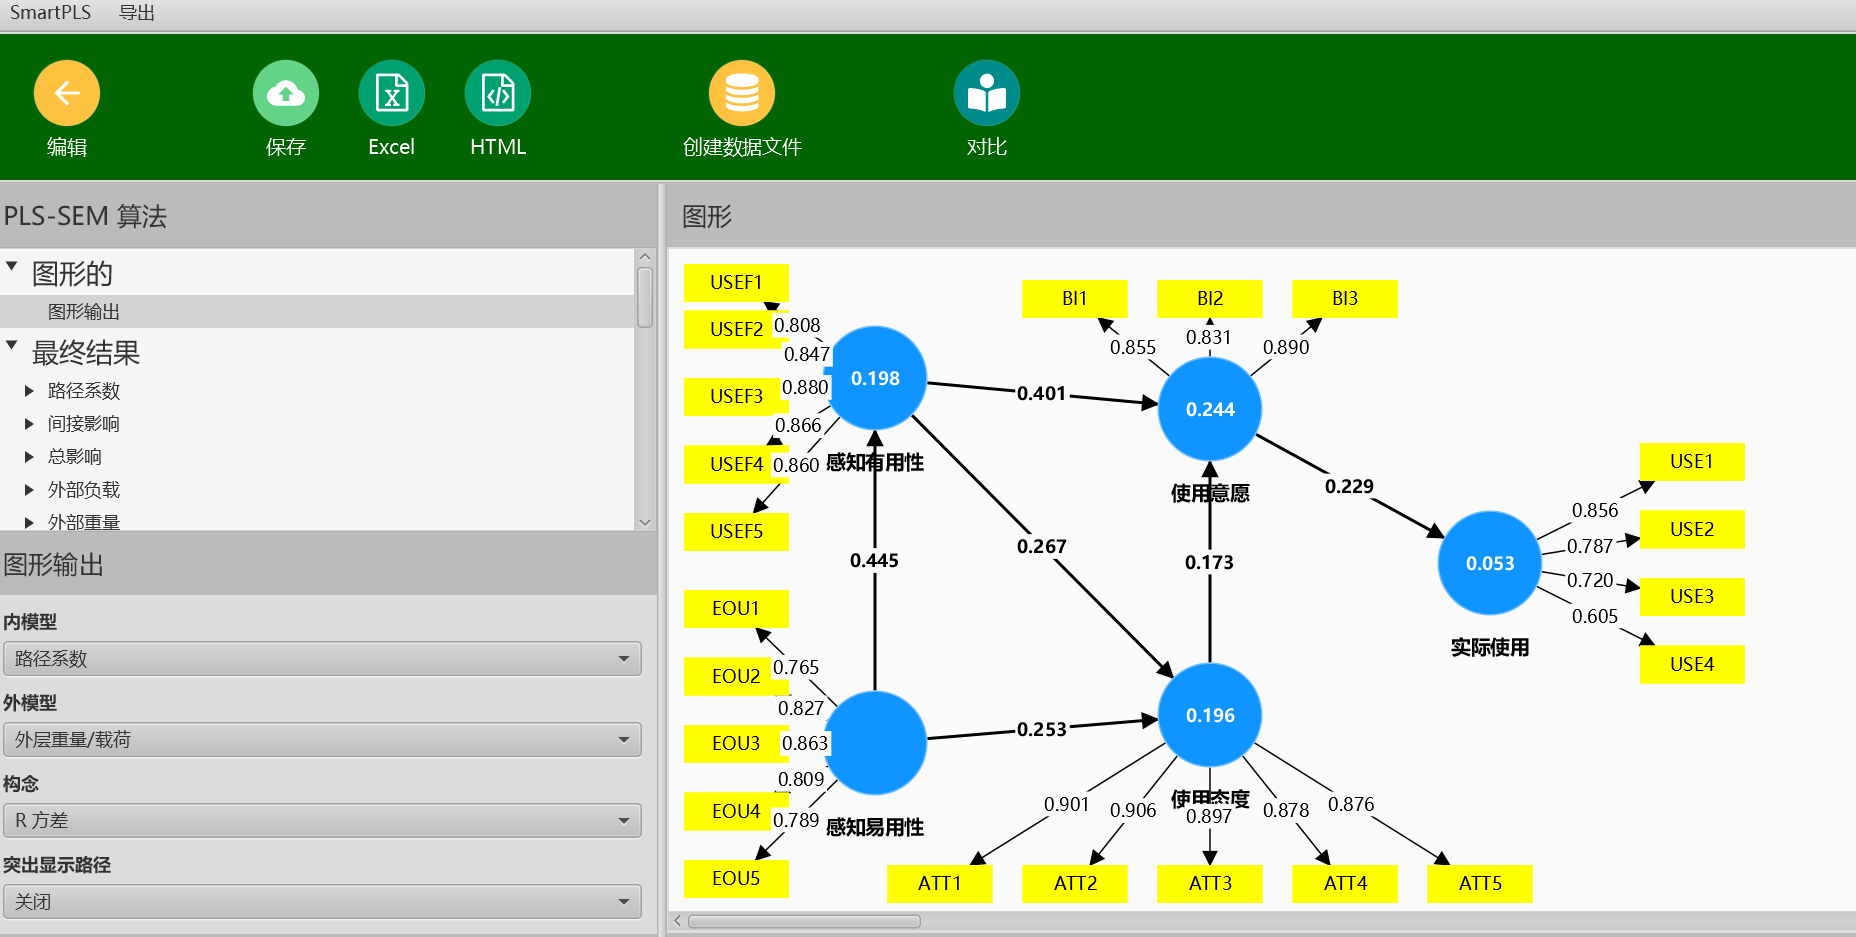 SmartPLS 导出
编辑
保存
Excel
HTML
创建数据文件
对比
PLS-SEM 算法
图形的
图形输出
最终结果
路径系数
间接影响
总影响
外部负载
外部重量
图形输出
内模型
路径系数
外模型
外层重量/载荷
构念
R 方差
突出显示路径
关闭
图形
USEF1
USEF2
USEF3
USEF4
USEF5
0.808
0.847
0.880
0.866
0.860
0.198
感知有用性
BI1
BI2
BI3
0.855
0.831
0.890
0.401
0.244
使用意愿
0.229
0.445
0.267
0.173
0.053
实际使用
USE1
USE2
USE3
USE4
0.856
0.787
0.720
0.605
EOU1
EOU2
EOU3
EOU4
EOU5
0.765
0.827
0.863
0.809
0.789
感知易用性
0.253
0.196
使用态度
0.901
0.906
0.897
0.878
0.876
ATT1
ATT2
ATT3
ATT4
ATT5